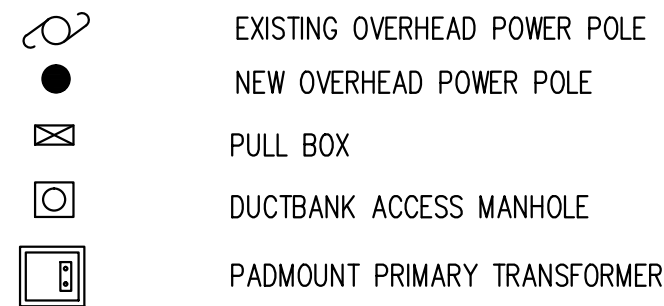 EXISTING OVERHEAD POWER POLE
NEW OVERHEAD POWER POLE
PULL BOX
DUCTBANK ACCESS MANHOLE
PADMOUNT PRIMARY TRANSFORMER